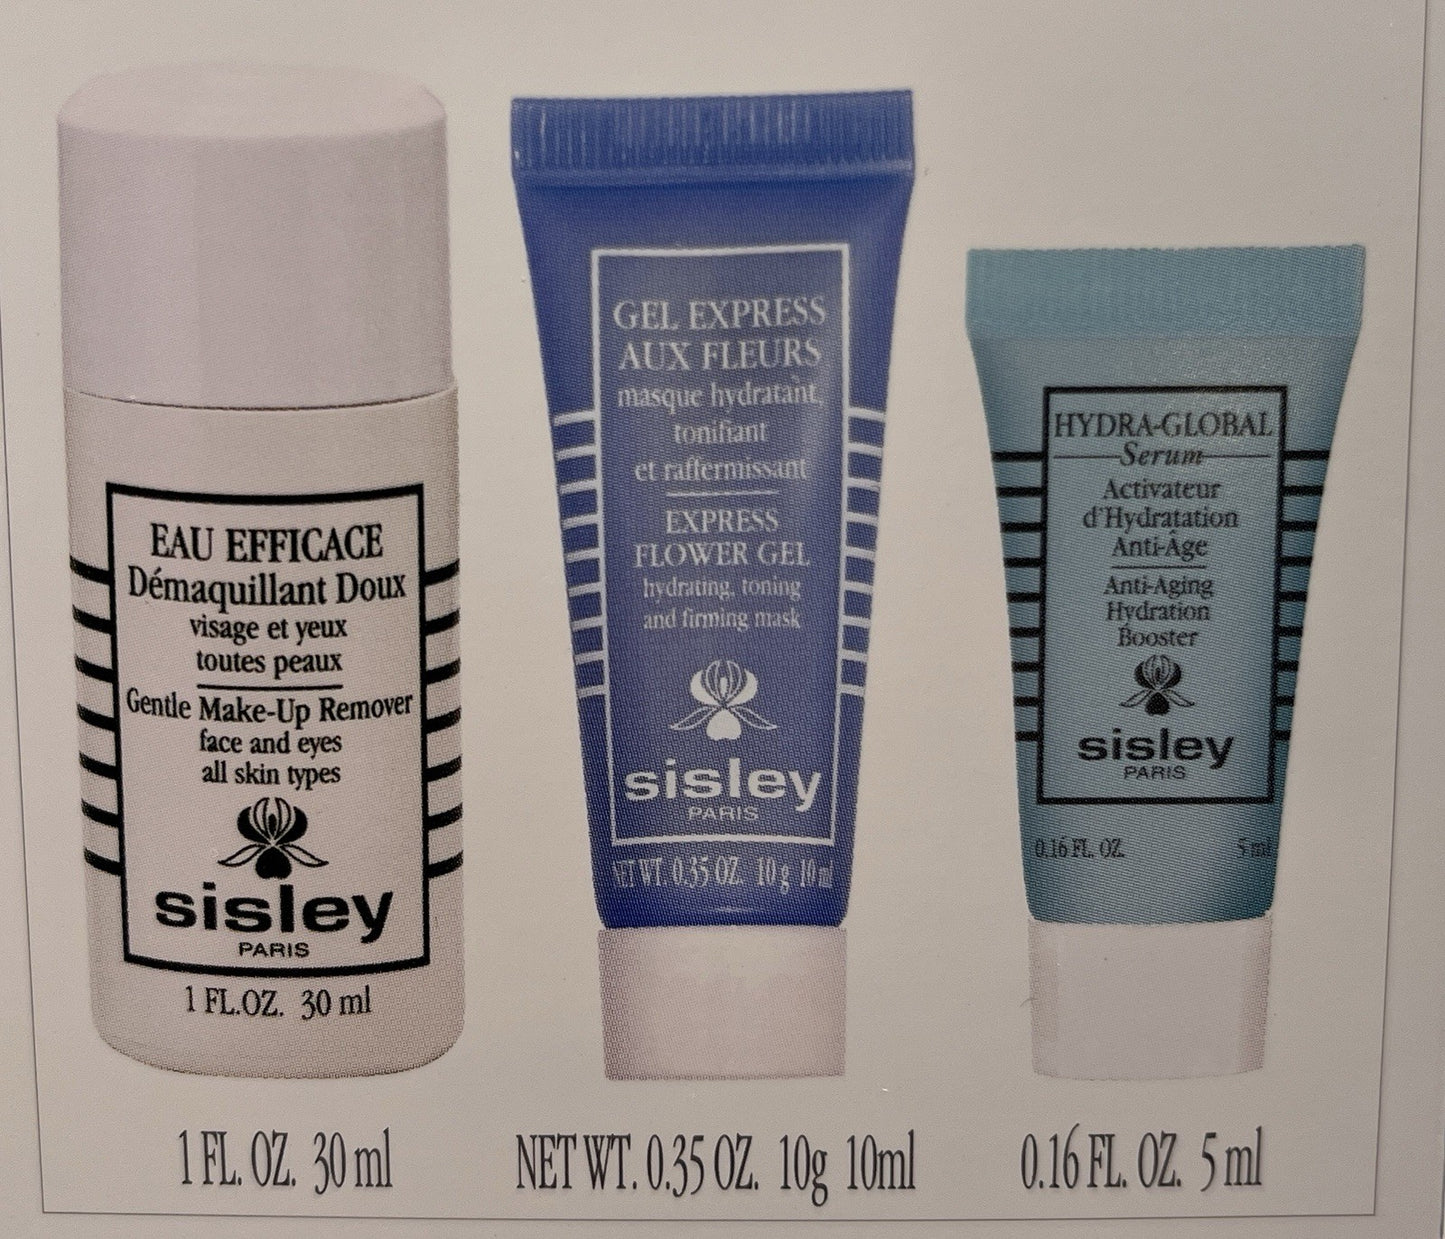 EAU EFFICACE
Démaquillant Doux
visage et yeux
toutes peaux
Gentle Make-Up Remover
face and eyes
all skin types
sisley
PARIS
1 FL.OZ. 30 ml
GEL EXPRESS
AUX FLEURS
masque hydratant,
tonifiant
et raffermissant
EXPRESS
FLOWER GEL
hydrating, toning
and firming mask
sisley
PARIS
NET WT. 0.35 OZ. 10 g 10 ml
HYDRA-GLOBAL
Serum
Activateur
d'Hydratation
Anti-Âge
Anti-Aging
Hydration
Booster
sisley
PARIS
0.16 FL. OZ. 5 ml
1 FL. OZ. 30 ml
NET WT. 0.35 OZ. 10g 10ml
0.16 FL. OZ. 5 ml